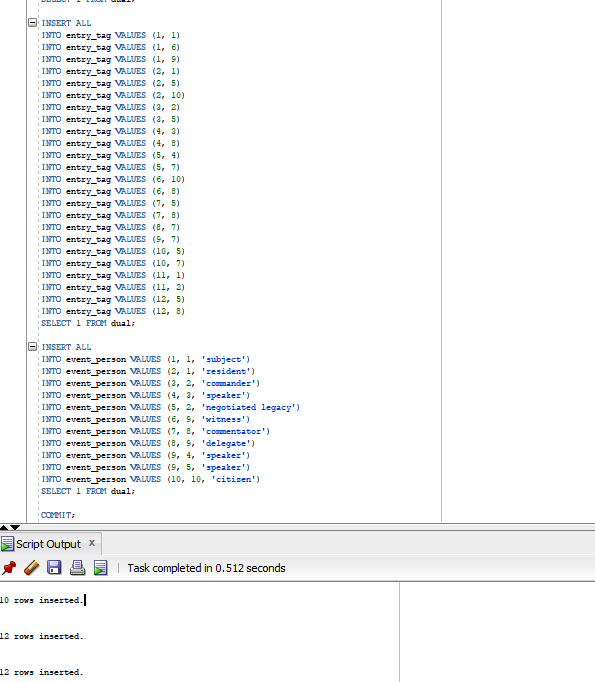 SELECT 1 FROM dual;
INSERT ALL
INTO entry_tag VALUES (1, 1)
INTO entry_tag VALUES (1, 6)
INTO entry_tag VALUES (1, 9)
INTO entry_tag VALUES (2, 1)
INTO entry_tag VALUES (2, 5)
INTO entry_tag VALUES (2, 10)
INTO entry_tag VALUES (3, 2)
INTO entry_tag VALUES (3, 5)
INTO entry_tag VALUES (4, 3)
INTO entry_tag VALUES (4, 8)
INTO entry_tag VALUES (5, 4)
INTO entry_tag VALUES (5, 7)
INTO entry_tag VALUES (6, 10)
INTO entry_tag VALUES (6, 8)
INTO entry_tag VALUES (7, 5)
INTO entry_tag VALUES (7, 8)
INTO entry_tag VALUES (8, 7)
INTO entry_tag VALUES (9, 7)
INTO entry_tag VALUES (10, 5)
INTO entry_tag VALUES (10, 7)
INTO entry_tag VALUES (11, 1)
INTO entry_tag VALUES (11, 2)
INTO entry_tag VALUES (12, 5)
INTO entry_tag VALUES (12, 8)
SELECT 1 FROM dual;
INSERT ALL
INTO event_person VALUES (1, 1, 'subject')
INTO event_person VALUES (2, 1, 'resident')
INTO event_person VALUES (3, 2, 'commander')
INTO event_person VALUES (4, 3, 'speaker')
INTO event_person VALUES (5, 2, 'negotiated legacy')
INTO event_person VALUES (6, 9, 'witness')
INTO event_person VALUES (7, 8, 'commentator')
INTO event_person VALUES (8, 9, 'delegate')
INTO event_person VALUES (9, 4, 'speaker')
INTO event_person VALUES (9, 5, 'speaker')
INTO event_person VALUES (10, 10, 'citizen')
SELECT 1 FROM dual;
COMMIT;
Script Output x
Task completed in 0.512 seconds
10 rows inserted.
12 rows inserted.
12 rows inserted.